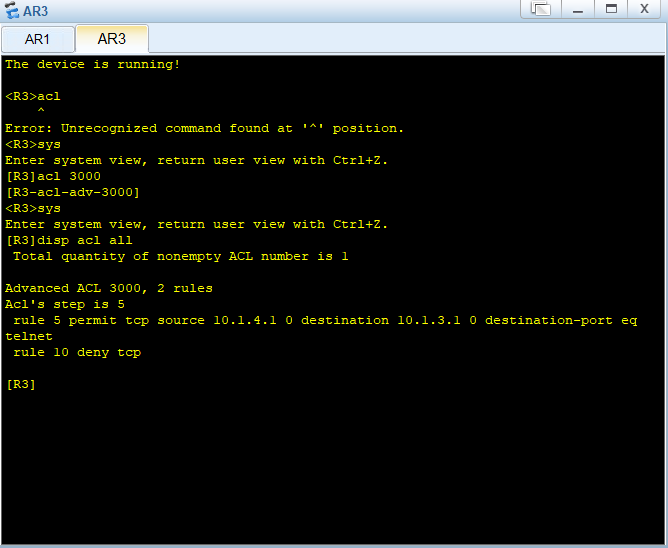 AR3
AR1
AR3
The device is running!
<R3>acl
^
Error: Unrecognized command found at '^' position.
<R3>sys
Enter system view, return user view with Ctrl+Z.
[R3]acl 3000
[R3-acl-adv-3000]
<R3>sys
Enter system view, return user view with Ctrl+Z.
[R3]disp acl all
Total quantity of nonempty ACL number is 1
Advanced ACL 3000, 2 rules
Acl's step is 5
rule 5 permit tcp source 10.1.4.1 0 destination 10.1.3.1 0 destination-port eq
telnet
rule 10 deny tcp
[R3]